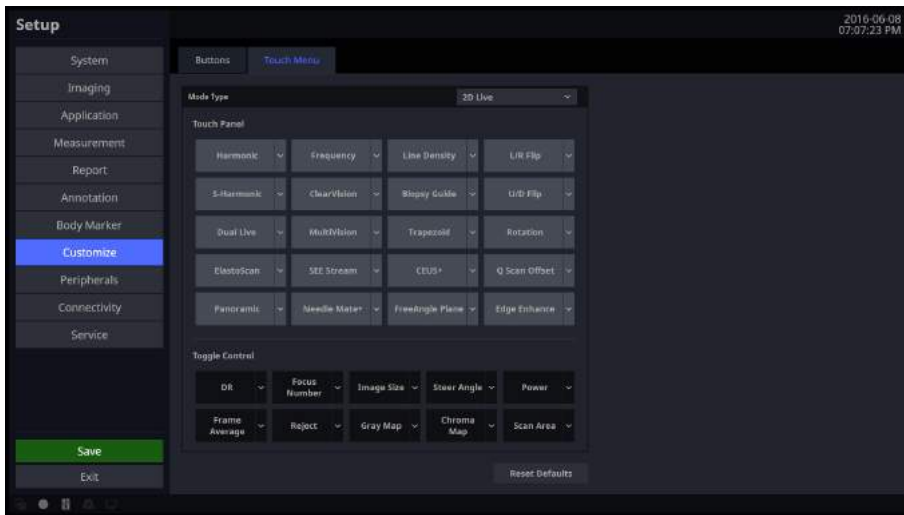 Setup
2016-06-08
07:07:23 PM
System
Imaging
Application
Measurement
Report
Annotation
Body Marker
Customize
Peripherals
Connectivity
Service
Save
Exit
Buttons Touch Menu
Mode Type 2D Live
Touch Panel
Harmonic Frequency Line Density L/R Flip
S-Harmonic ClearVision Biopsy Guide U/D Flip
Dual Live MultiVision Trapezoid Rotation
ElastoScan SEE Stream CEUS+ Q Scan Offset
Panoramic Needle Mate+ FreeAngle Plane Edge Enhance
Toggle Control
DR Focus Number Image Size Steer Angle Power
Frame Average Reject Gray Map Chroma Map Scan Area
Reset Defaults